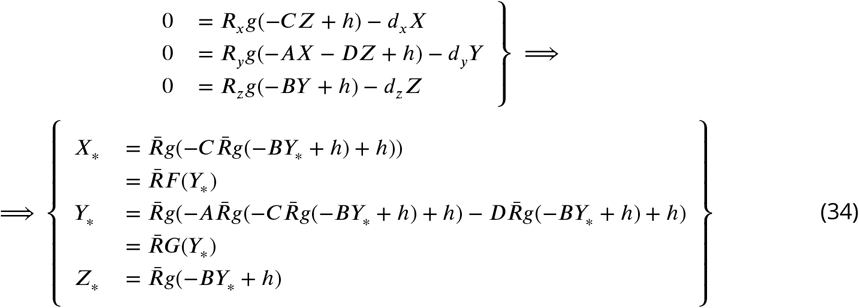 0 = R_x g(−CZ + h) − d_x X
0 = R_y g(−AX − DZ + h) − d_y Y } ⟹
0 = R_z g(−BY + h) − d_z Z
X_* = R̄g(−CR̄g(−BY_* + h) + h))
= R̄F(Y_*)
⟹ { Y_* = R̄g(−AR̄g(−CR̄g(−BY_* + h) + h) − DR̄g(−BY_* + h) + h) } (34)
= R̄G(Y_*)
Z_* = R̄g(−BY_* + h)